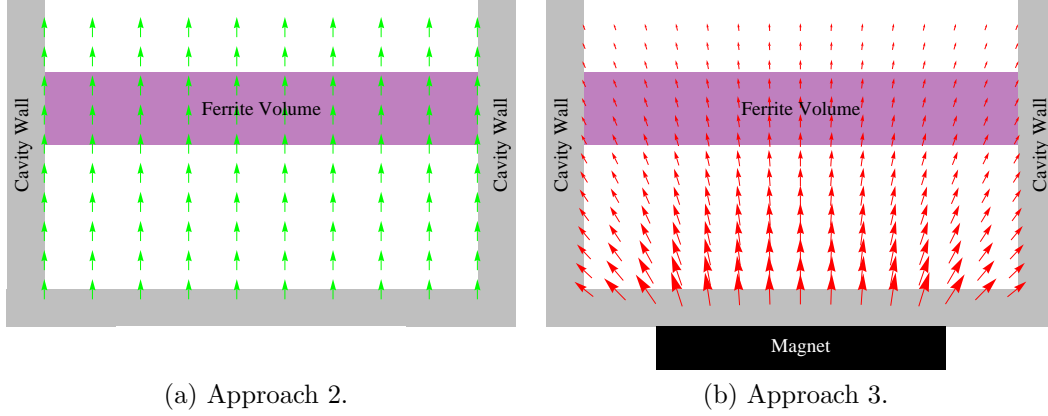 Cavity Wall
Ferrite Volume
Cavity Wall
(a) Approach 2.
Cavity Wall
Ferrite Volume
Cavity Wall
Magnet
(b) Approach 3.